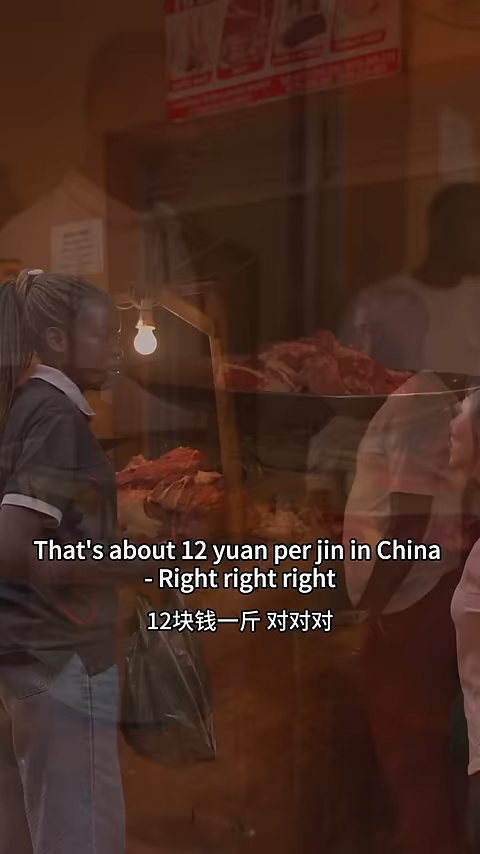 That's about 12 yuan per jin in China
- Right right right
12块钱一斤 对对对